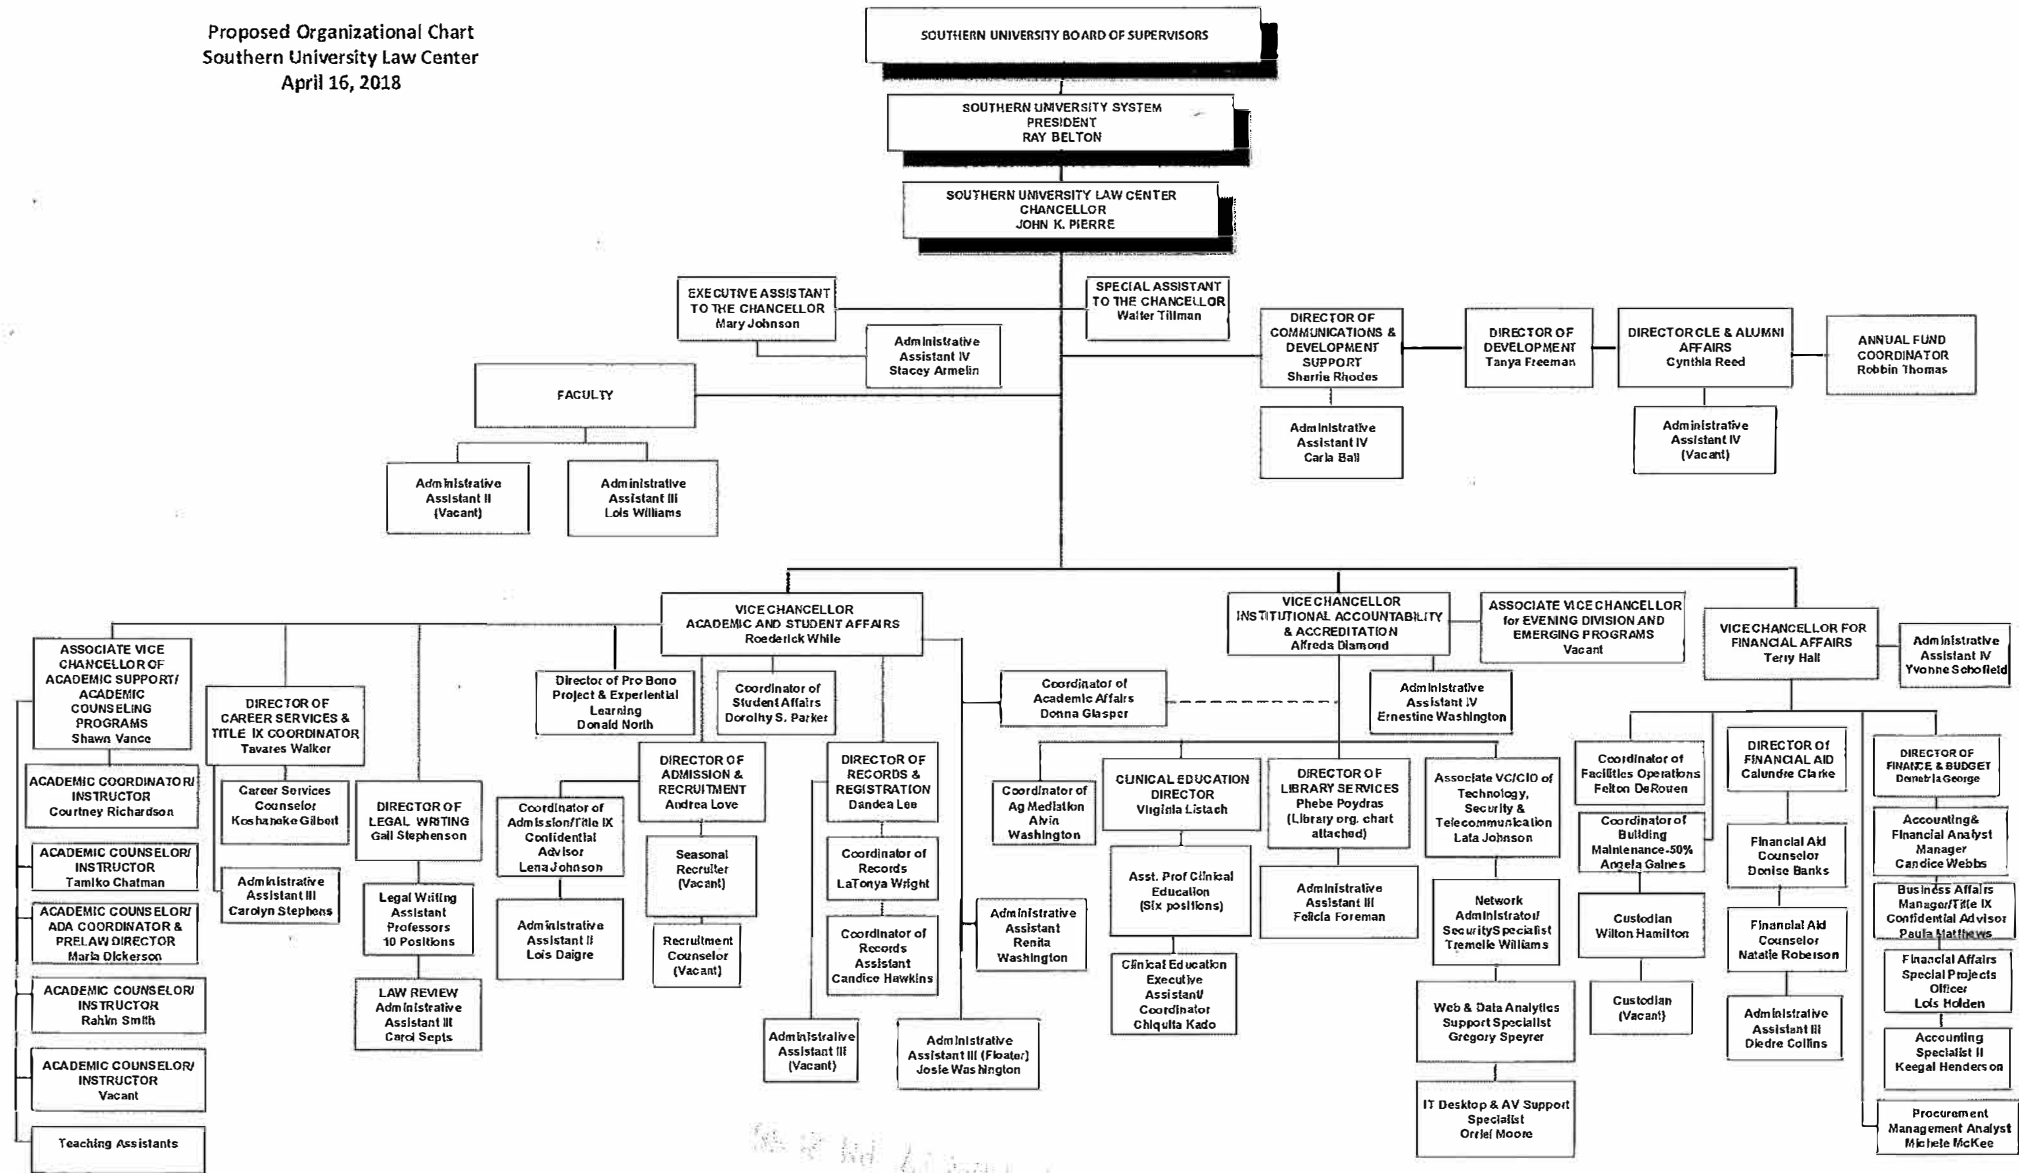 Proposed Organizational Chart
Southern University Law Center
April 16, 2018
SOUTHERN UNIVERSITY BOARD OF SUPERVISORS
SOUTHERN UNIVERSITY SYSTEM
PRESIDENT
RAY BELTON
SOUTHERN UNIVERSITY LAW CENTER
CHANCELLOR
JOHN K. PIERRE
EXECUTIVE ASSISTANT
TO THE CHANCELLOR
Mary Johnson
SPECIAL ASSISTANT
TO THE CHANCELLOR
Walter Tillman
Administrative
Assistant IV
Stacey Armelin
DIRECTOR OF
COMMUNICATIONS &
DEVELOPMENT
SUPPORT
Sherrie Rhodes
DIRECTOR OF
DEVELOPMENT
Tanya Freeman
DIRECTOR CLE & ALUMNI
AFFAIRS
Cynthia Reed
ANNUAL FUND
COORDINATOR
Robbin Thomas
FACULTY
Administrative
Assistant IV
Carla Ball
Administrative
Assistant IV
(Vacant)
Administrative
Assistant II
(Vacant)
Administrative
Assistant III
Lois Williams
VICE CHANCELLOR
ACADEMIC AND STUDENT AFFAIRS
Roederick While
VICE CHANCELLOR
INSTITUTIONAL ACCOUNTABILITY
& ACCREDITATION
Alfreda Diamond
ASSOCIATE VICE CHANCELLOR
for EVENING DIVISION AND
EMERGING PROGRAMS
Vacant
VICE CHANCELLOR FOR
FINANCIAL AFFAIRS
Terry Hall
Administrative
Assistant IV
Yvonne Schofield
ASSOCIATE VICE
CHANCELLOR OF
ACADEMIC SUPPORT/
ACADEMIC
COUNSELING
PROGRAMS
Shawn Vance
DIRECTOR OF
CAREER SERVICES &
TITLE IX COORDINATOR
Tavares Walker
Director of Pro Bono
Project & Experiential
Learning
Donald North
Coordinator of
Student Affairs
Dorothy S. Parker
Coordinator of
Academic Affairs
Donna Glasper
Administrative
Assistant IV
Ernestine Washington
ACADEMIC COORDINATOR/
INSTRUCTOR
Courtney Richardson
ACADEMIC COUNSELOR/
INSTRUCTOR
Tamiko Chatman
ACADEMIC COUNSELOR/
ADA COORDINATOR &
PRELAW DIRECTOR
Maria Dickerson
ACADEMIC COUNSELOR/
INSTRUCTOR
Rahim Smith
ACADEMIC COUNSELOR/
INSTRUCTOR
Vacant
Teaching Assistants
Career Services
Counselor
Koshaneke Gilbert
Administrative
Assistant III
Carolyn Stephens
DIRECTOR OF
LEGAL WRITING
Gail Stephenson
Legal Writing
Assistant
Professors
10 Positions
LAW REVIEW
Administrative
Assistant III
Carol Septs
DIRECTOR OF
ADMISSION &
RECRUITMENT
Andrea Love
Coordinator of
Admission/Title IX
Confidential
Advisor
Lena Johnson
Administrative
Assistant II
Lois Daigre
Seasonal
Recruiter
(Vacant)
Recruitment
Counselor
(Vacant)
DIRECTOR OF
RECORDS &
REGISTRATION
Dandea Lee
Coordinator of
Records
LaTonya Wright
Coordinator of
Records
Assistant
Candice Hawkins
Administrative
Assistant III
(Vacant)
Administrative
Assistant
Renita
Washington
Administrative
Assistant III (Floater)
Josie Washington
Coordinator of
Ag Mediation
Alvin
Washington
CLINICAL EDUCATION
DIRECTOR
Virginia Listach
Asst. Prof Clinical
Education
(Six positions)
Clinical Education
Executive
Assistant/
Coordinator
Chiquita Kado
DIRECTOR OF
LIBRARY SERVICES
Phebe Poydras
(Library org. chart
attached)
Administrative
Assistant III
Felicia Foreman
Associate VC/CIO of
Technology,
Security &
Telecommunication
Lata Johnson
Network
Administrator/
Security Specialist
Tremelle Williams
Web & Data Analytics
Support Specialist
Gregory Speyrer
IT Desktop & AV Support
Specialist
Orriel Moore
Coordinator of
Facilities Operations
Felton DeRouen
Coordinator of
Building
Maintenance-50%
Angela Gaines
Custodian
Wilton Hamilton
Custodian
(Vacant)
DIRECTOR Of
FINANCIAL AID
Calundre Clarke
Financial Aid
Counselor
Donise Banks
Financial Aid
Counselor
Natalie Roberson
Administrative
Assistant III
Diedre Collins
DIRECTOR OF
FINANCE & BUDGET
Demetria George
Accounting&
Financial Analyst
Manager
Candice Webbs
Business Affairs
Manager/Title IX
Confidential Advisor
Paula Matthews
Financial Affairs
Special Projects
Officer
Lois Holden
Accounting
Specialist II
Keegal Henderson
Procurement
Management Analyst
Michele McKee